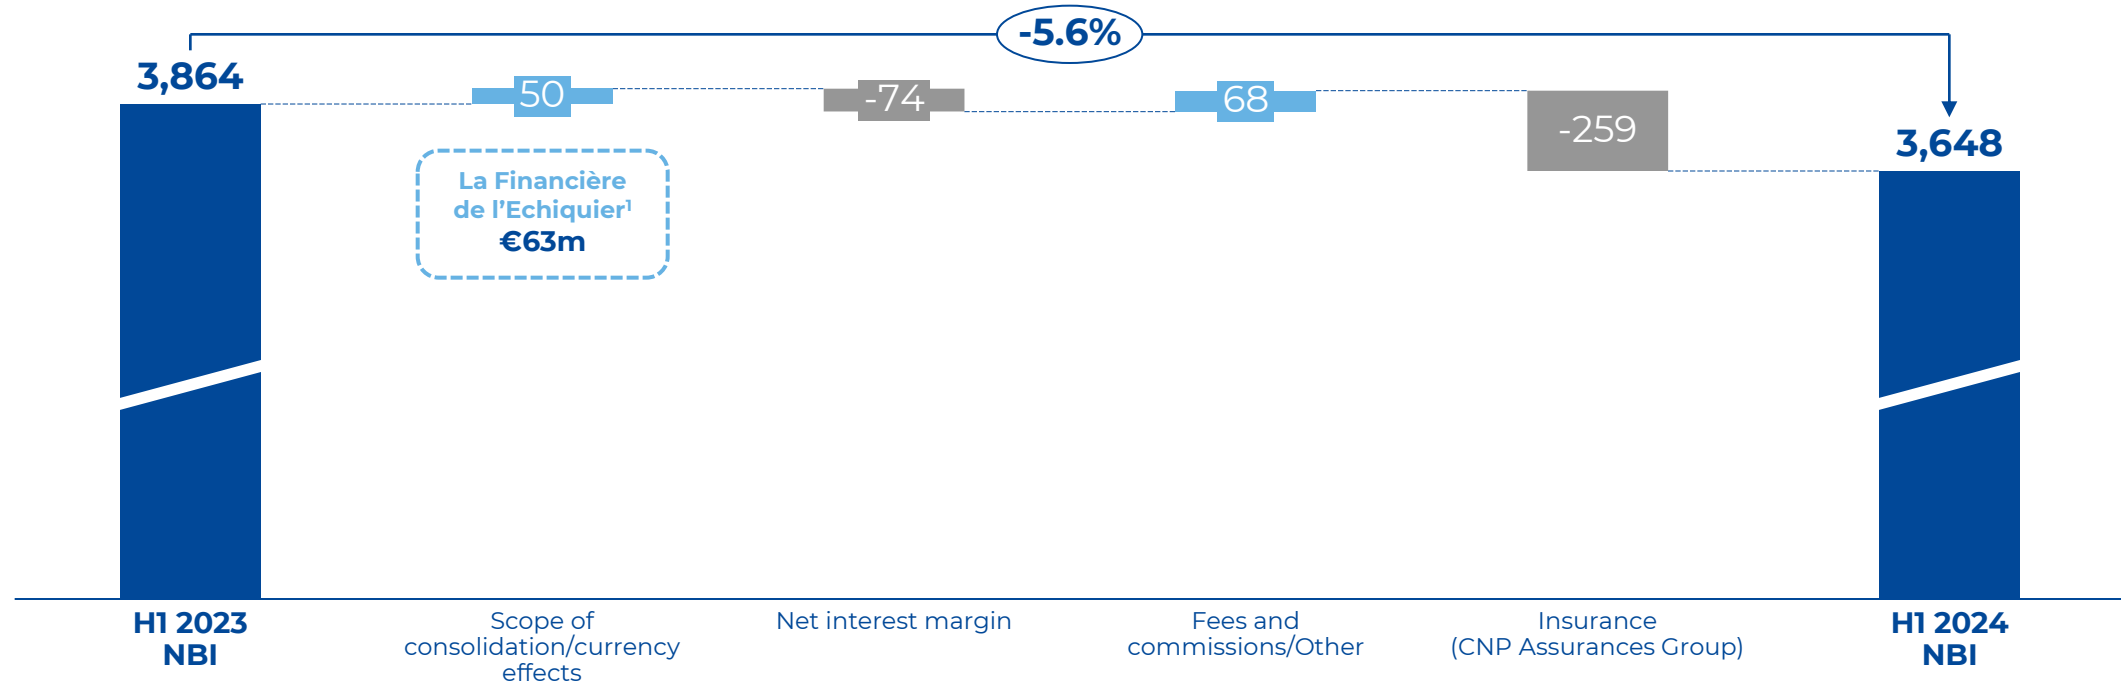 -5.6%
3,864
50
-74
68
-259
3,648
La Financière
de l’Echiquier¹
€63m
H1 2023
NBI
Scope of
consolidation/currency
effects
Net interest margin
Fees and
commissions/Other
Insurance
(CNP Assurances Group)
H1 2024
NBI